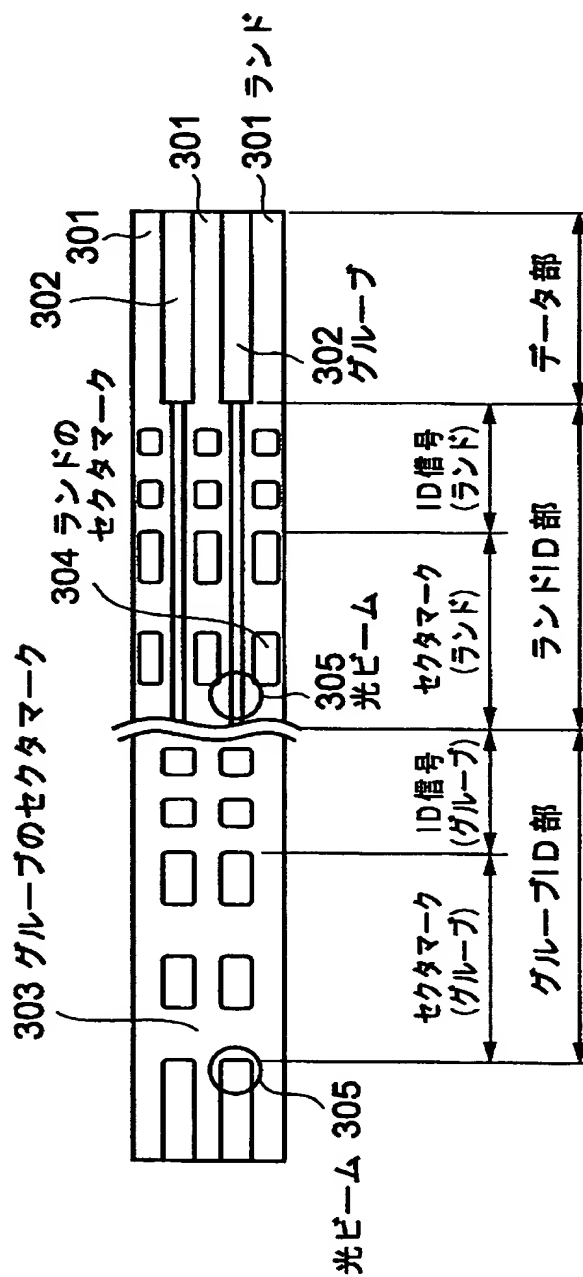 301
302
301
301 ランド
302
グルーブ
304 ランドの
セクタマーク
305
光ビーム
303 グルーブのセクタマーク
光ビーム 305
セクタマーク
(グルーブ)
ID信号
(グルーブ)
セクタマーク
(ランド)
ID信号
(ランド)
グルーブID部
ランドID部
データ部